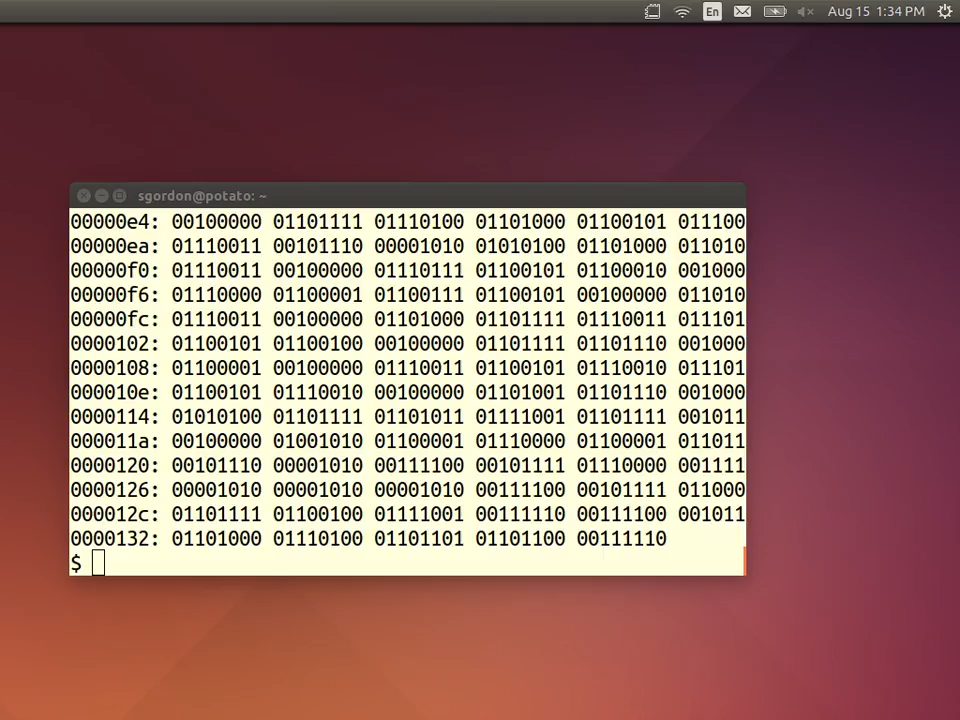 En Aug 15 1:34 PM
sgordon@potato: ~
00000e4: 00100000 01101111 01110100 01101000 01100101 011100
00000ea: 01110011 00101110 00001010 01010100 01101000 011010
00000f0: 01110011 00100000 01110111 01100101 01100010 001000
00000f6: 01110000 01100001 01100111 01100101 00100000 011010
00000fc: 01110011 00100000 01101000 01101111 01110011 011101
0000102: 01100101 01100100 00100000 01101111 01101110 001000
0000108: 01100001 00100000 01110011 01100101 01110010 011101
000010e: 01100101 01110010 00100000 01101001 01101110 001000
0000114: 01010100 01101111 01101011 01111001 01101111 001011
000011a: 00100000 01001010 01100001 01110000 01100001 011011
0000120: 00101110 00001010 00111100 00101111 01110000 001111
0000126: 00001010 00001010 00001010 00111100 00101111 011000
000012c: 01101111 01100100 01111001 00111110 00111100 001011
0000132: 01101000 01110100 01101101 01101100 00111110
$